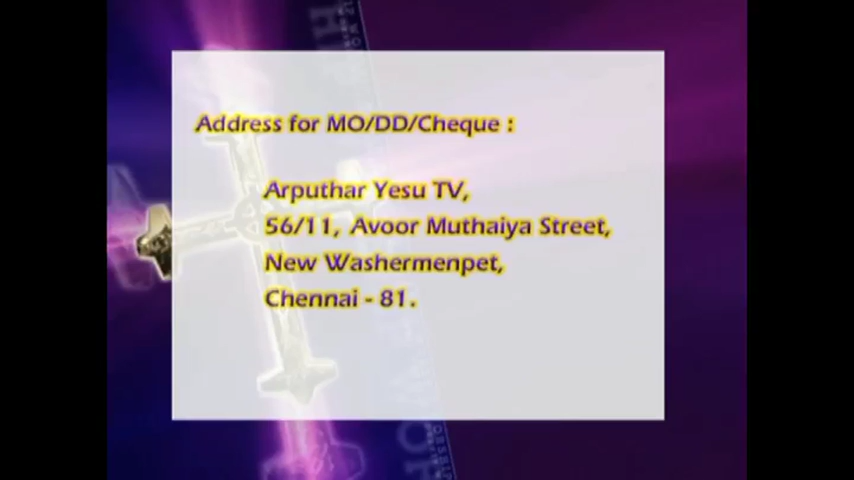 Address for MO/DD/Cheque :
Arputhar Yesu TV,
56/11, Avoor Muthaiya Street,
New Washermenpet,
Chennai - 81.